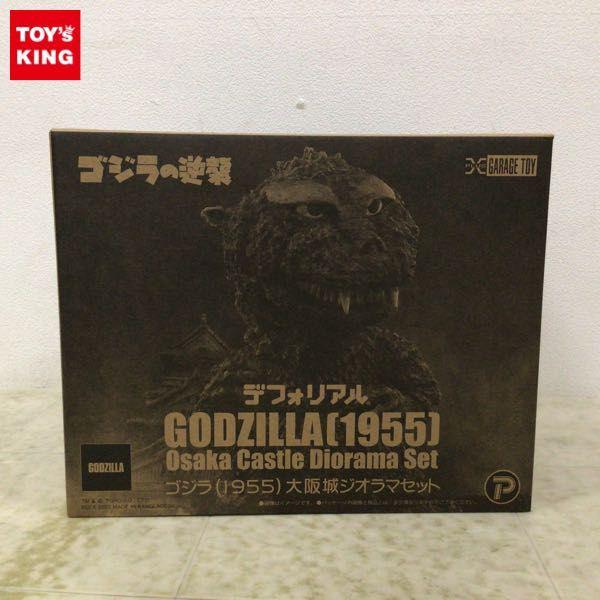 TOY's
KING
ゴジラの逆襲
GARAGE TOY
デフォリアル
GODZILLA(1955)
Osaka Castle Diorama Set
ゴジラ(1955)大阪城ジオラマセット
GODZILLA